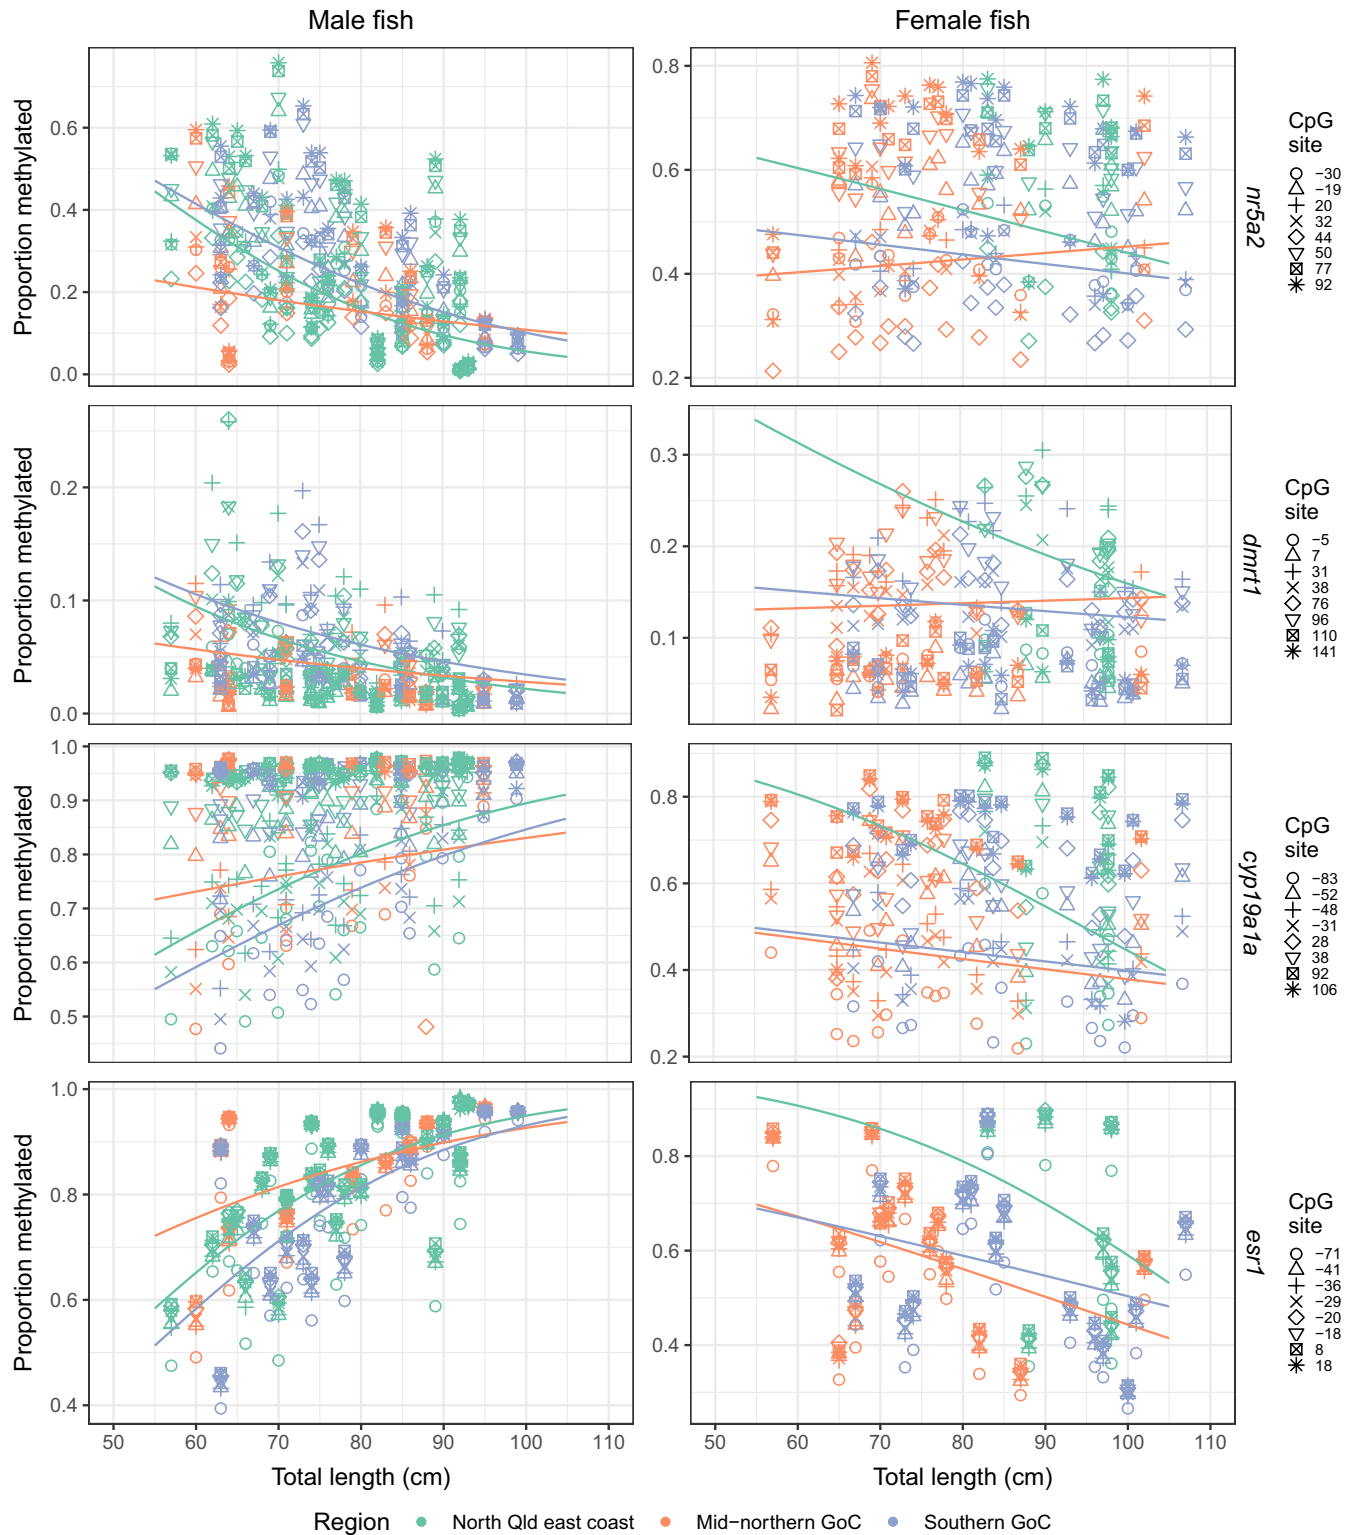 Male fish
Female fish
Proportion methylated
0.6
0.4
0.2
0.0
0.8
0.6
0.4
0.2
nr5a2
CpG
site
−30
−19
20
32
44
50
77
92
Proportion methylated
0.2
0.1
0.0
0.3
0.2
0.1
dmrt1
CpG
site
−5
7
31
38
76
96
110
141
Proportion methylated
1.0
0.9
0.8
0.7
0.6
0.5
0.8
0.6
0.4
0.2
cyp19a1a
CpG
site
−83
−52
−48
−31
28
38
92
106
Proportion methylated
1.0
0.8
0.6
0.4
0.8
0.6
0.4
esr1
CpG
site
−71
−41
−36
−29
−20
−18
8
18
50 60 70 80 90 100 110
50 60 70 80 90 100 110
Total length (cm)
Total length (cm)
Region North Qld east coast Mid−northern GoC Southern GoC